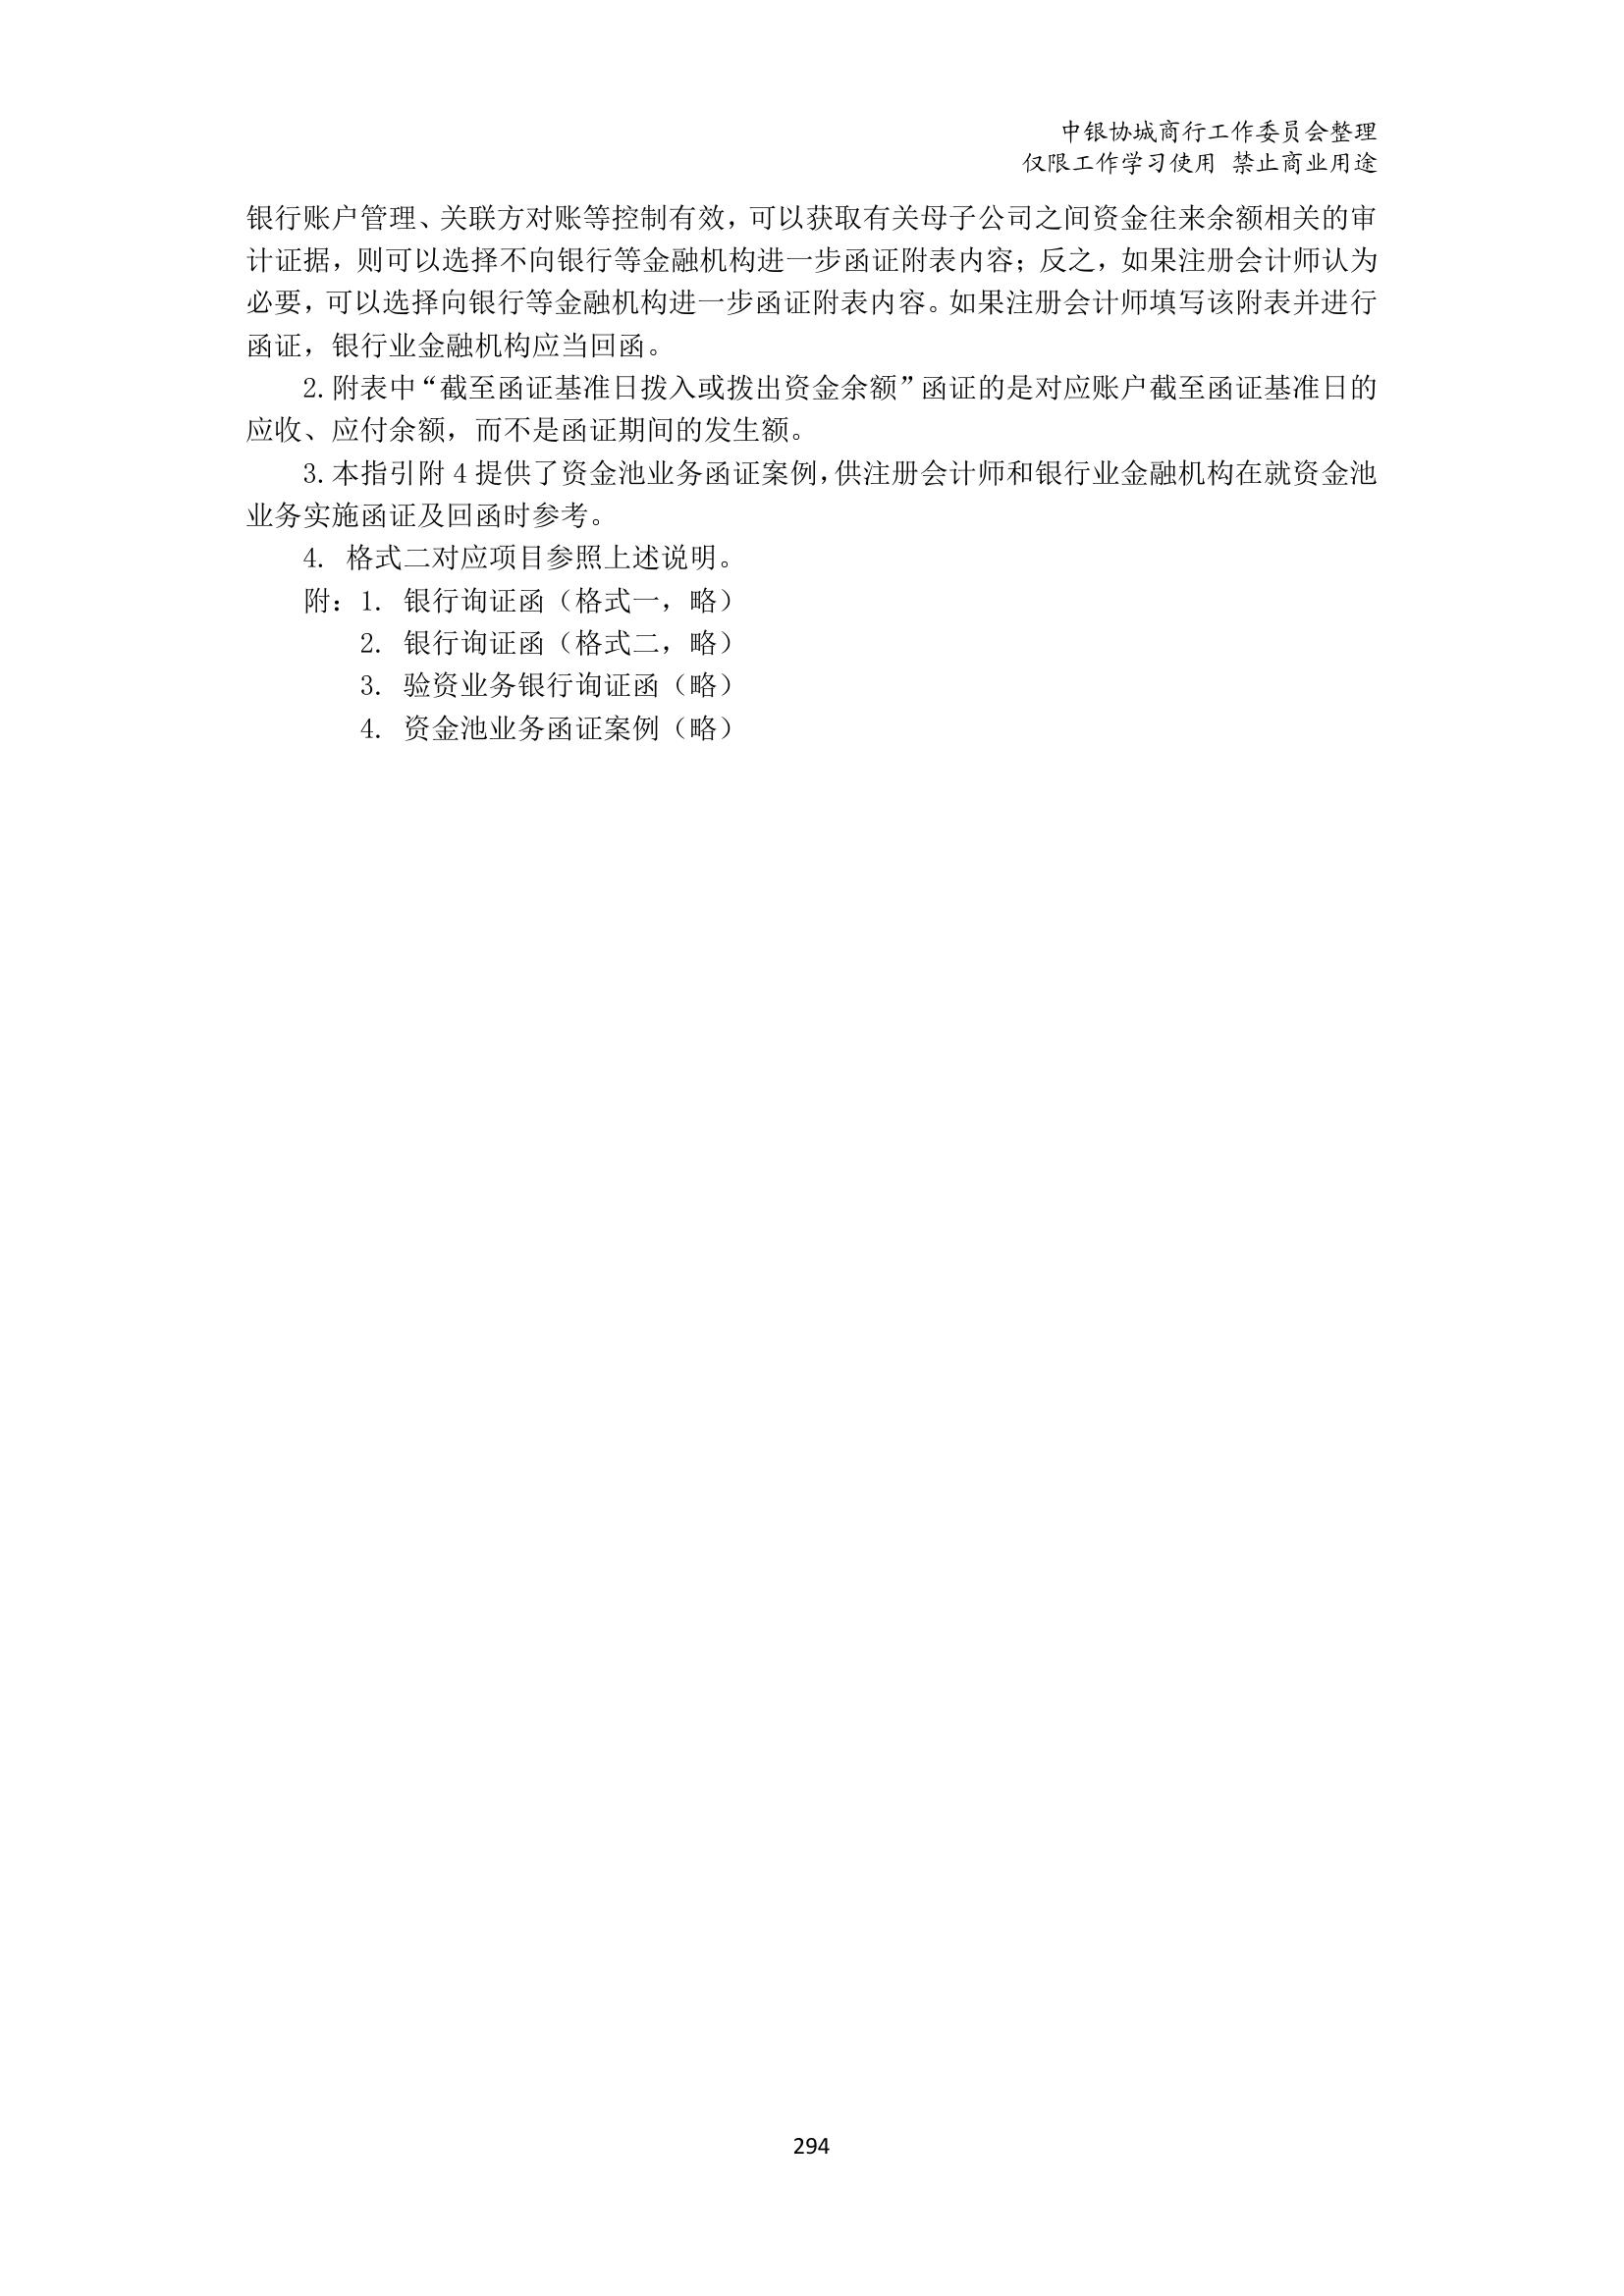 中银协城商行工作委员会整理
仅限工作学习使用 禁止商业用途
银行账户管理、关联方对账等控制有效，可以获取有关母子公司之间资金往来余额相关的审
计证据，则可以选择不向银行等金融机构进一步函证附表内容；反之，如果注册会计师认为
必要，可以选择向银行等金融机构进一步函证附表内容。如果注册会计师填写该附表并进行
函证，银行业金融机构应当回函。
2.附表中“截至函证基准日拨入或拨出资金余额”函证的是对应账户截至函证基准日的
应收、应付余额，而不是函证期间的发生额。
3.本指引附 4 提供了资金池业务函证案例,供注册会计师和银行业金融机构在就资金池
业务实施函证及回函时参考。
4. 格式二对应项目参照上述说明。
附：1. 银行询证函（格式一，略）
2. 银行询证函（格式二，略）
3. 验资业务银行询证函（略）
4. 资金池业务函证案例（略）
294